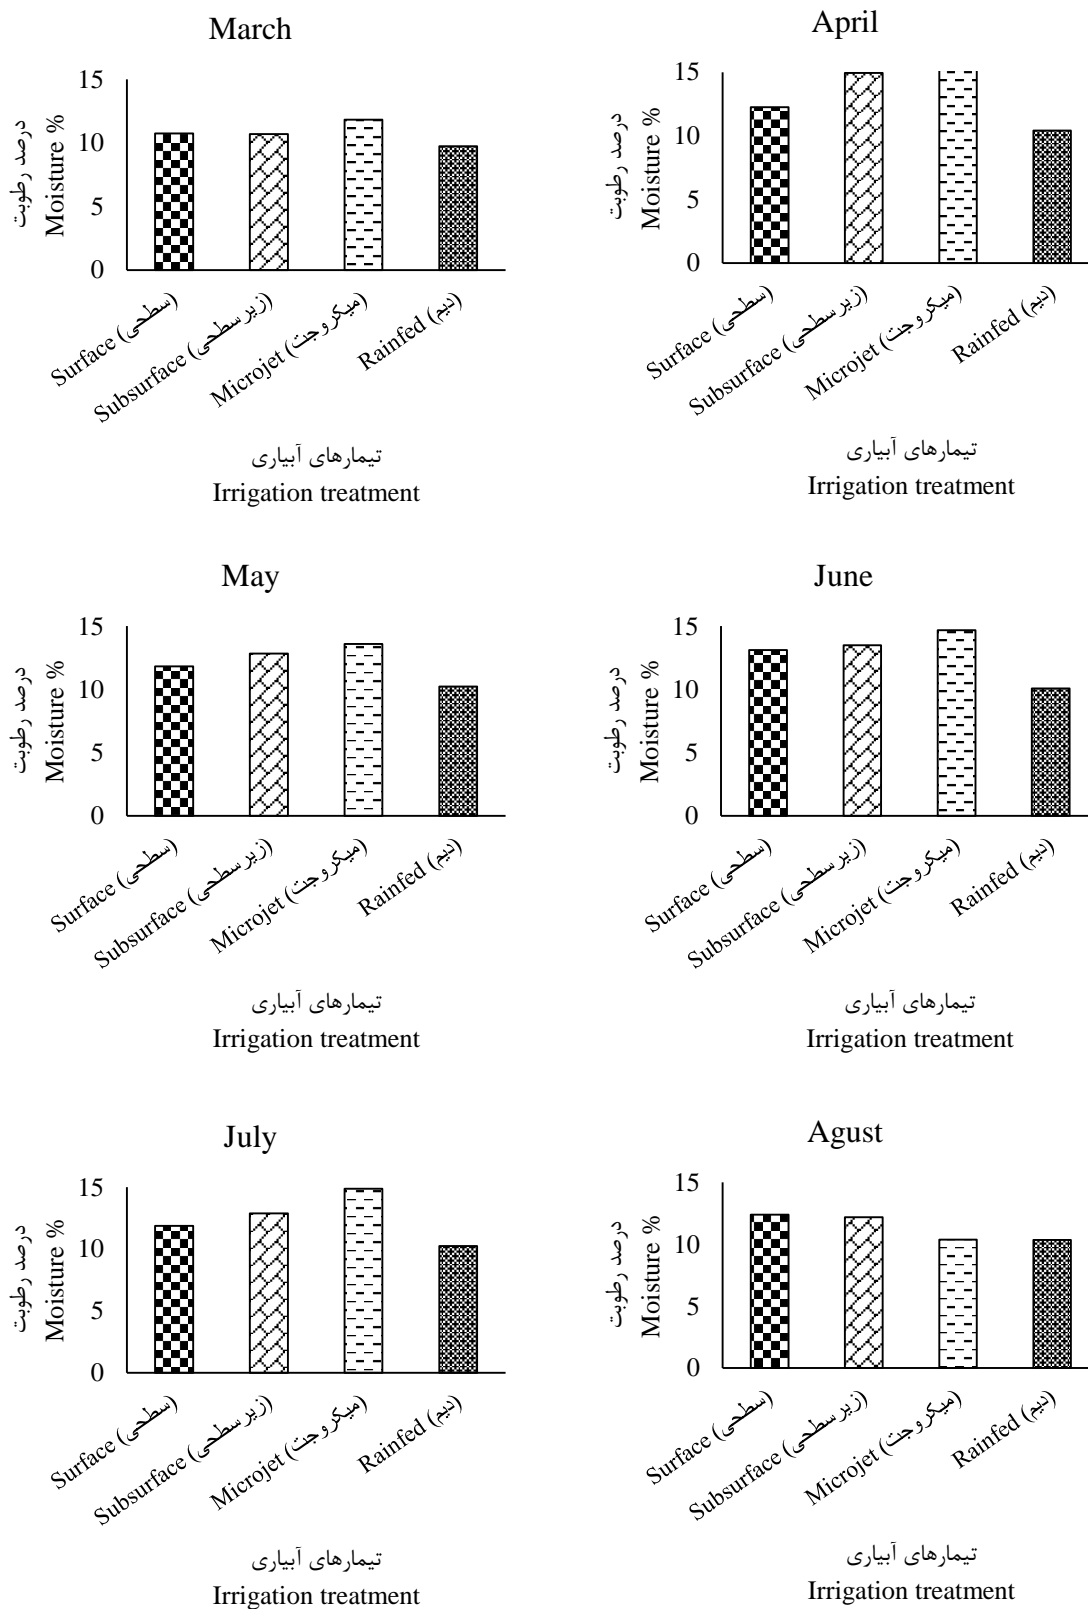 March
15
10
5
0
درصد رطوبت
Moisture %
Surface (سطحی)
Subsurface (زیرسطحی)
Microjet (میکروجت)
Rainfed (دیم)
تیمارهای آبیاری
Irrigation treatment
April
15
10
5
0
درصد رطوبت
Moisture %
Surface (سطحی)
Subsurface (زیرسطحی)
Microjet (میکروجت)
Rainfed (دیم)
تیمارهای آبیاری
Irrigation treatment
May
15
10
5
0
درصد رطوبت
Moisture %
Surface (سطحی)
Subsurface (زیرسطحی)
Microjet (میکروجت)
Rainfed (دیم)
تیمارهای آبیاری
Irrigation treatment
June
15
10
5
0
درصد رطوبت
Moisture %
Surface (سطحی)
Subsurface (زیرسطحی)
Microjet (میکروجت)
Rainfed (دیم)
تیمارهای آبیاری
Irrigation treatment
July
15
10
5
0
درصد رطوبت
Moisture %
Surface (سطحی)
Subsurface (زیرسطحی)
Microjet (میکروجت)
Rainfed (دیم)
تیمارهای آبیاری
Irrigation treatment
Agust
15
10
5
0
درصد رطوبت
Moisture %
Surface (سطحی)
Subsurface (زیرسطحی)
Microjet (میکروجت)
Rainfed (دیم)
تیمارهای آبیاری
Irrigation treatment